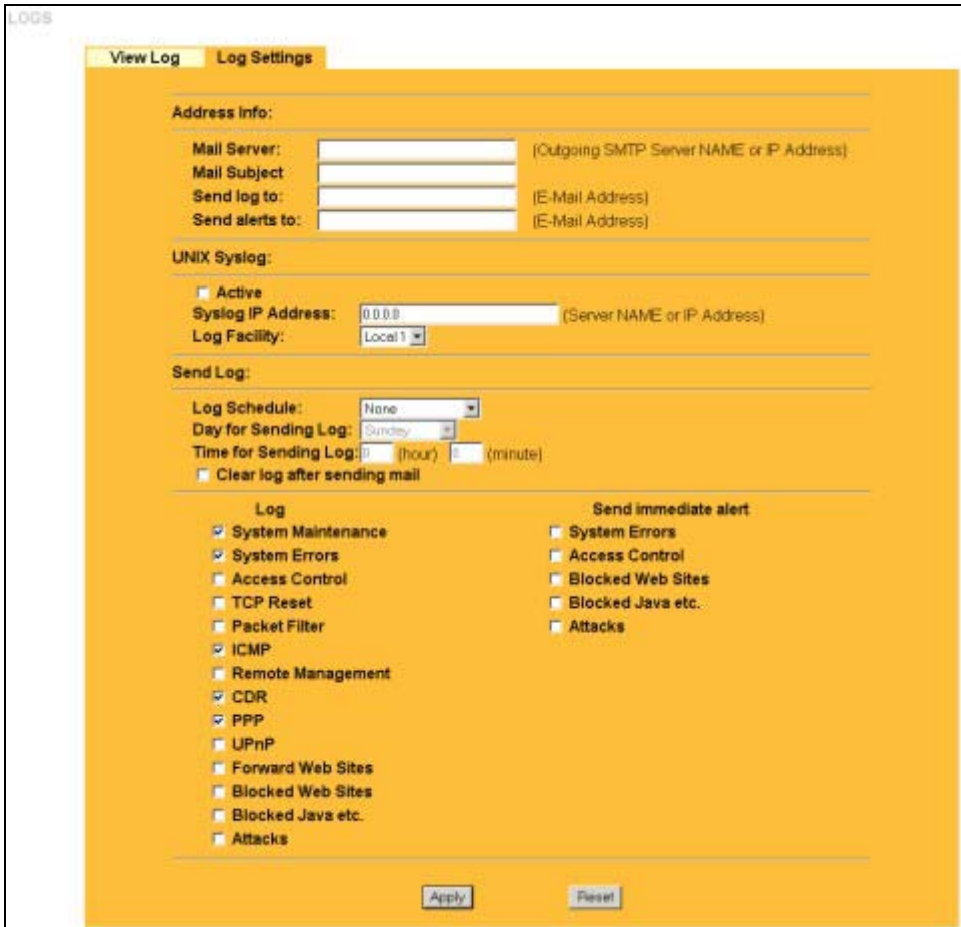 LOGS
View Log Log Settings
Address Info:
Mail Server: (Outgoing SMTP Server NAME or IP Address)
Mail Subject
Send log to: (E-Mail Address)
Send alerts to: (E-Mail Address)
UNIX Syslog:
Active
Syslog IP Address: 0.0.0.0 (Server NAME or IP Address)
Log Facility: Local 1
Send Log:
Log Schedule: None
Day for Sending Log: Sunday
Time for Sending Log: 0 (hour) 0 (minute)
Clear log after sending mail
Log Send immediate alert
System Maintenance System Errors
System Errors Access Control
Access Control Blocked Web Sites
TCP Reset Blocked Java etc.
Packet Filter Attacks
ICMP
Remote Management
CDR
PPP
UPnP
Forward Web Sites
Blocked Web Sites
Blocked Java etc.
Attacks
Apply Reset